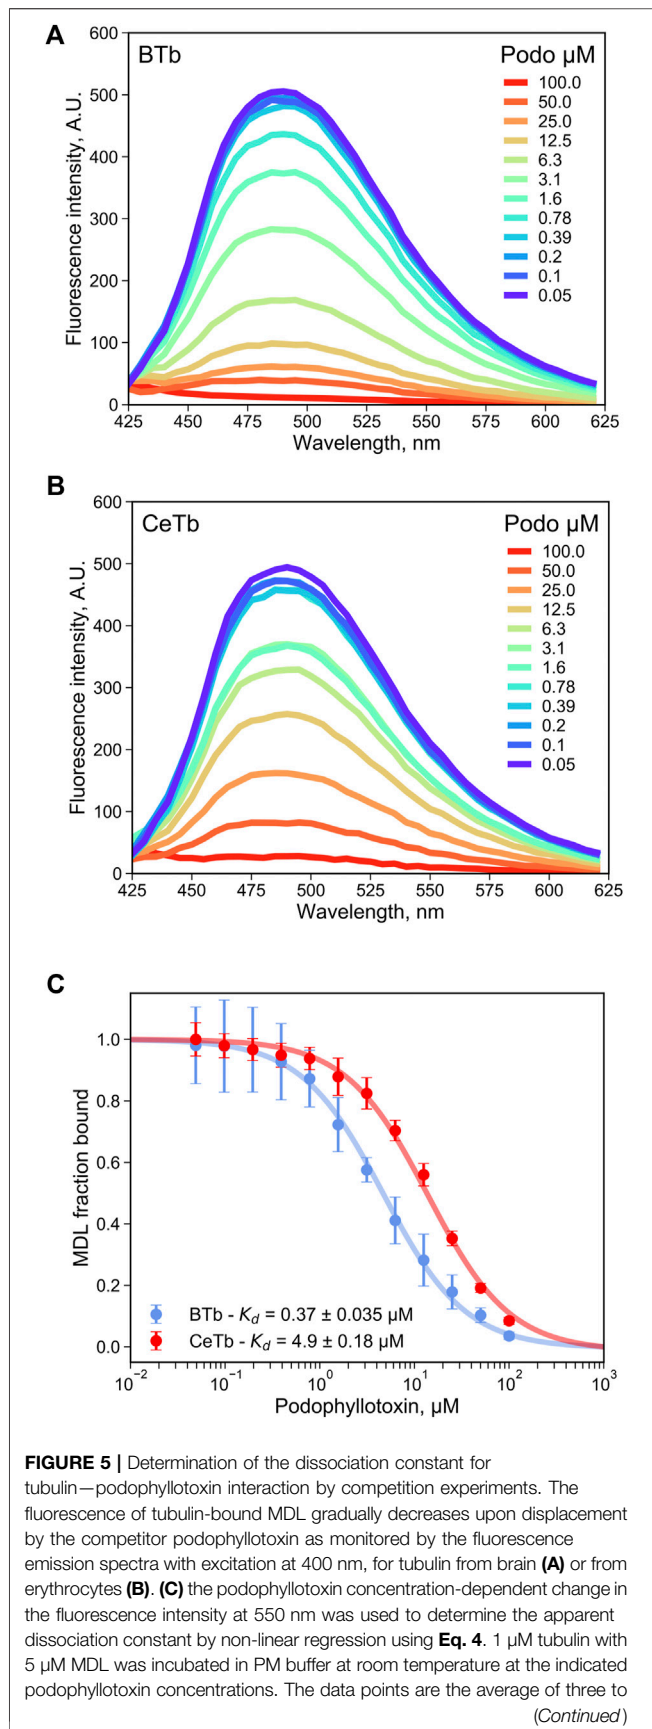 A
BTb
Podo µM
100.0
50.0
25.0
12.5
6.3
3.1
1.6
0.78
0.39
0.2
0.1
0.05
Fluorescence intensity, A.U.
600
500
400
300
200
100
0
425 450 475 500 525 550 575 600 625
Wavelength, nm
B
CeTb
Podo µM
100.0
50.0
25.0
12.5
6.3
3.1
1.6
0.78
0.39
0.2
0.1
0.05
Fluorescence intensity, A.U.
600
500
400
300
200
100
0
425 450 475 500 525 550 575 600 625
Wavelength, nm
C
MDL fraction bound
1.0
0.8
0.6
0.4
0.2
0.0
BTb - Kd = 0.37 ± 0.035 µM
CeTb - Kd = 4.9 ± 0.18 µM
10⁻² 10⁻¹ 10⁰ 10¹ 10² 10³
Podophyllotoxin, µM
FIGURE 5 | Determination of the dissociation constant for
tubulin—podophyllotoxin interaction by competition experiments. The
fluorescence of tubulin-bound MDL gradually decreases upon displacement
by the competitor podophyllotoxin as monitored by the fluorescence
emission spectra with excitation at 400 nm, for tubulin from brain (A) or from
erythrocytes (B). (C) the podophyllotoxin concentration-dependent change in
the fluorescence intensity at 550 nm was used to determine the apparent
dissociation constant by non-linear regression using Eq. 4. 1 µM tubulin with
5 µM MDL was incubated in PM buffer at room temperature at the indicated
podophyllotoxin concentrations. The data points are the average of three to
(Continued)